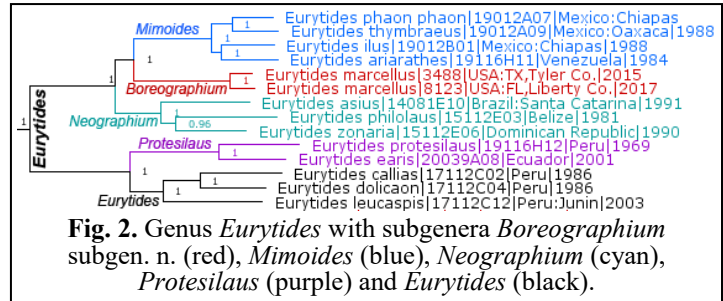 Mimoides
Eurytides phaon phaon|19012A07|Mexico:Chiapas
Eurytides thymbraeus|19012A09|Mexico:Oaxaca|1988
1
1
Eurytides ilus|19012B01|Mexico:Chiapas|1988
1
Eurytides ariarathes|19116H11|Venezuela|1984
1
Eurytides marcellus|3488|USA:TX,Tyler Co.|2015
Boreographium
1
Eurytides marcellus|8123|USA:FL,Liberty Co.|2017
1
Eurytides asius|14081E10|Brazil:Santa Catarina|1991
1
Eurytides philolaus|15112E03|Belize|1981
Neographium
0.96
1
Eurytides
Eurytides zonaria|15112E06|Dominican Republic|1990
Protesilaus
Eurytides protesilaus|19116H12|Peru|1969
1
Eurytides earis|20039A08|Ecuador|2001
1
Eurytides callias|17112C02|Peru|1986
1
Eurytides dolicaon|17112C04|Peru|1986
1
Eurytides
Eurytides leucaspis|17112C12|Peru:Junin|2003
Fig. 2. Genus Eurytides with subgenera Boreographium
subgen. n. (red), Mimoides (blue), Neographium (cyan),
Protesilaus (purple) and Eurytides (black).